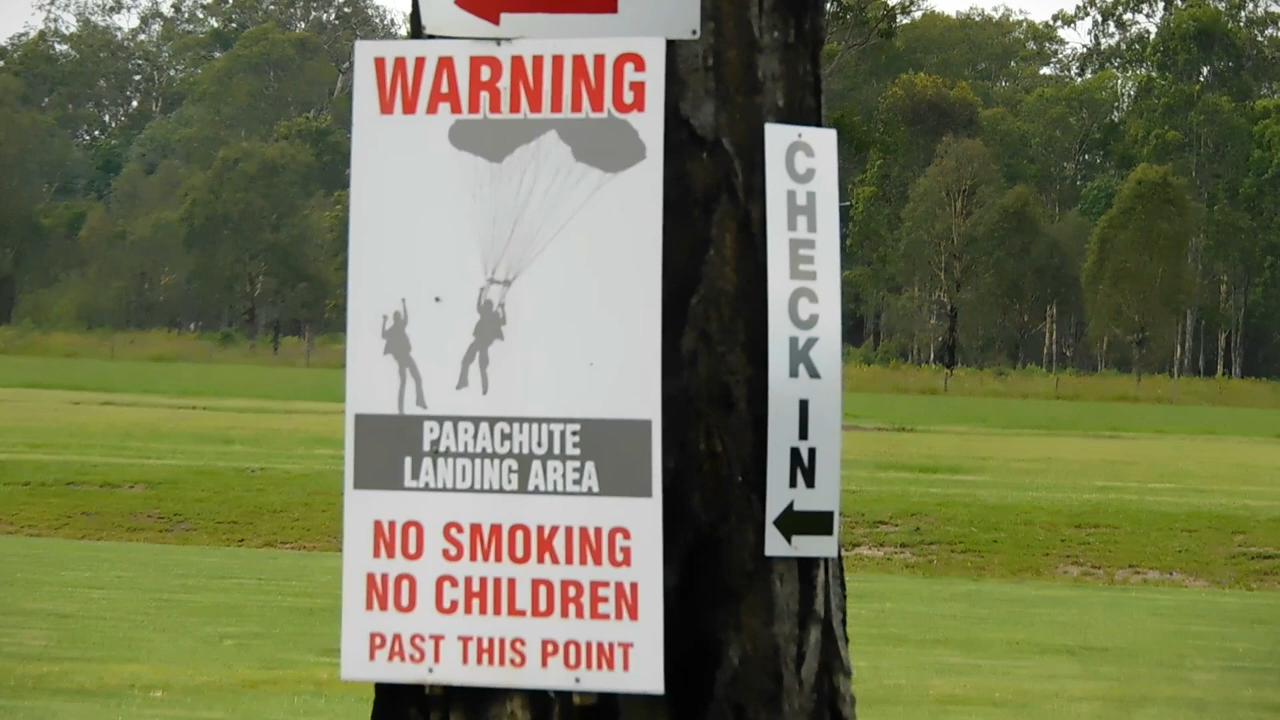 WARNING
PARACHUTE
LANDING AREA
NO SMOKING
NO CHILDREN
PAST THIS POINT
CHECK IN